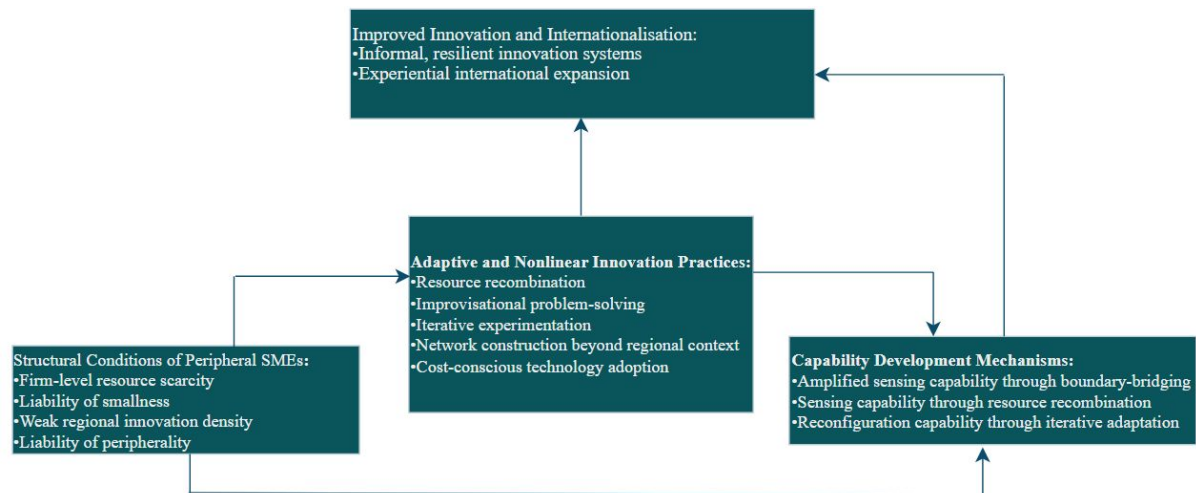 Improved Innovation and Internationalisation:
•Informal, resilient innovation systems
•Experiential international expansion
Adaptive and Nonlinear Innovation Practices:
•Resource recombination
•Improvisational problem-solving
•Iterative experimentation
•Network construction beyond regional context
•Cost-conscious technology adoption
Structural Conditions of Peripheral SMEs:
•Firm-level resource scarcity
•Liability of smallness
•Weak regional innovation density
•Liability of peripherality
Capability Development Mechanisms:
•Amplified sensing capability through boundary-bridging
•Sensing capability through resource recombination
•Reconfiguration capability through iterative adaptation